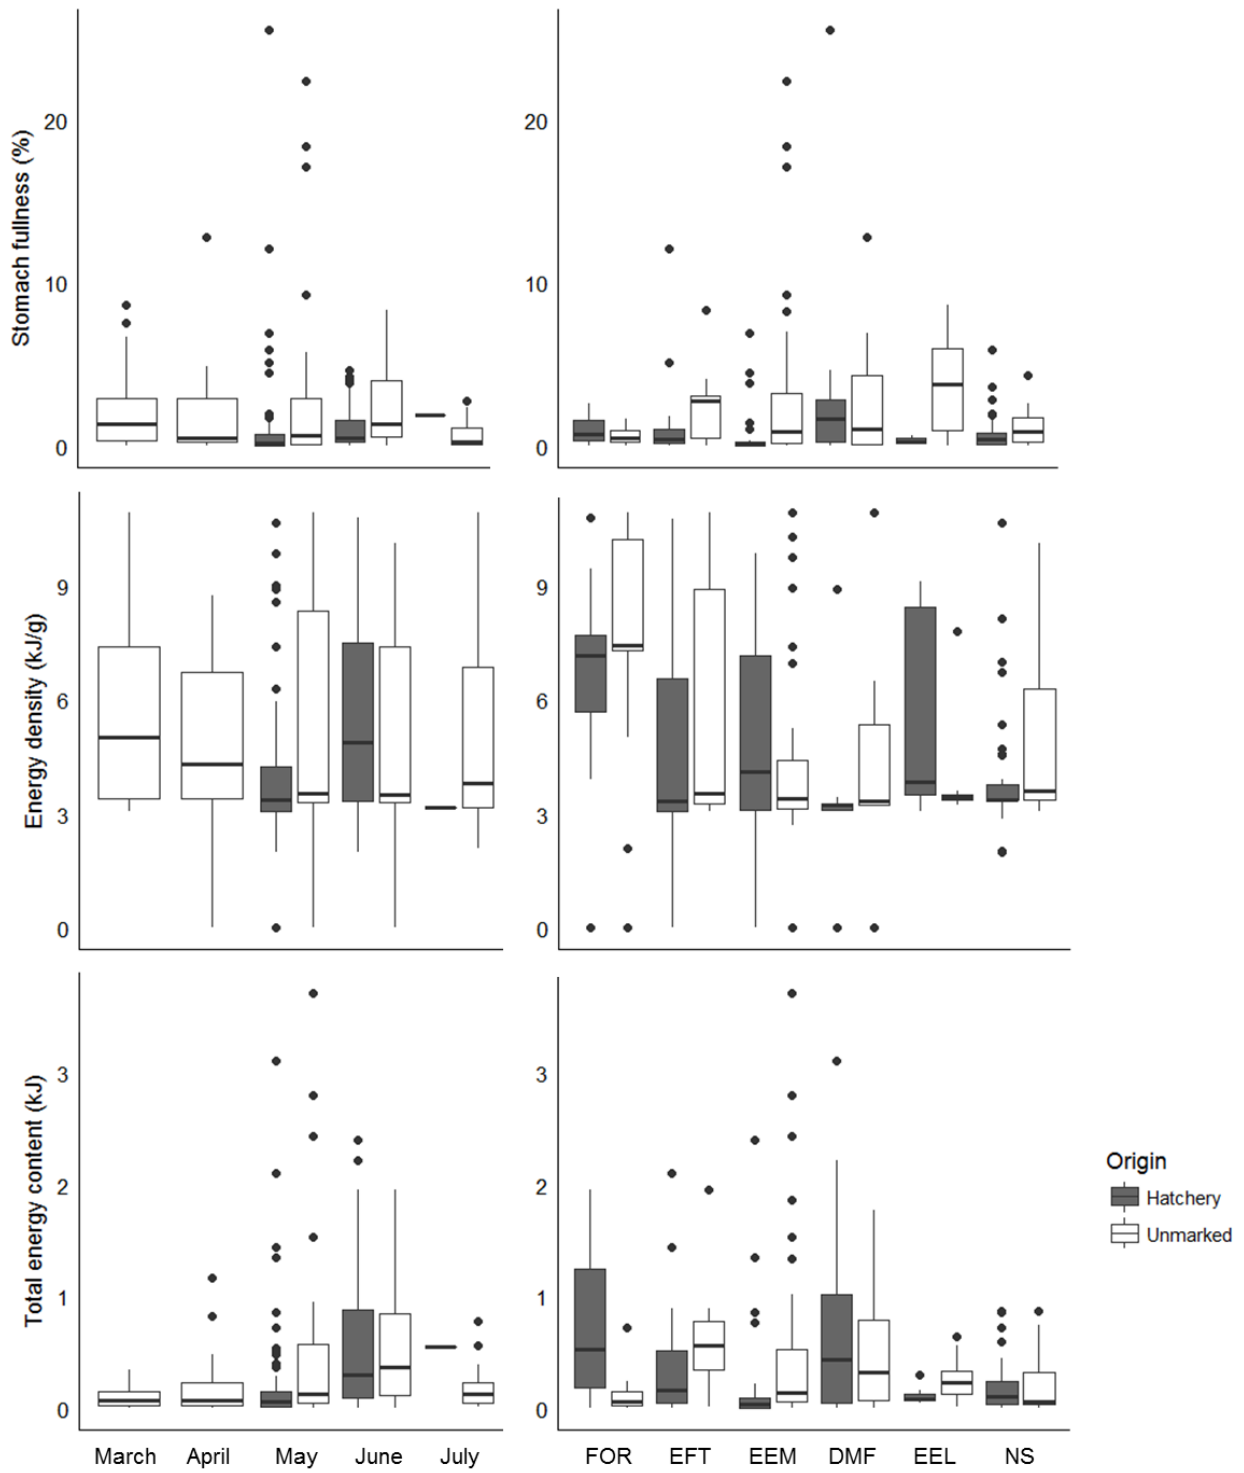 Stomach fullness (%)
20
10
0
20
10
0
Energy density (kJ/g)
9
6
3
0
9
6
3
0
Total energy content (kJ)
3
2
1
0
3
2
1
0
March April May June July
FOR EFT EEM DMF EEL NS
Origin
Hatchery
Unmarked